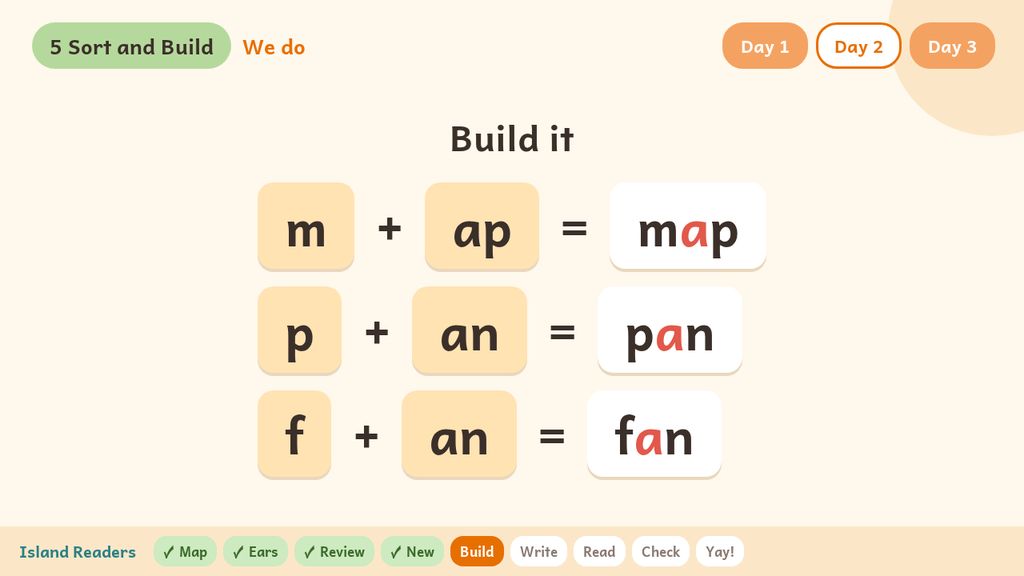 5 Sort and Build We do Day 1 Day 2 Day 3
Build it
m + ap = map
p + an = pan
f + an = fan
Island Readers ✓ Map ✓ Ears ✓ Review ✓ New Build Write Read Check Yay!